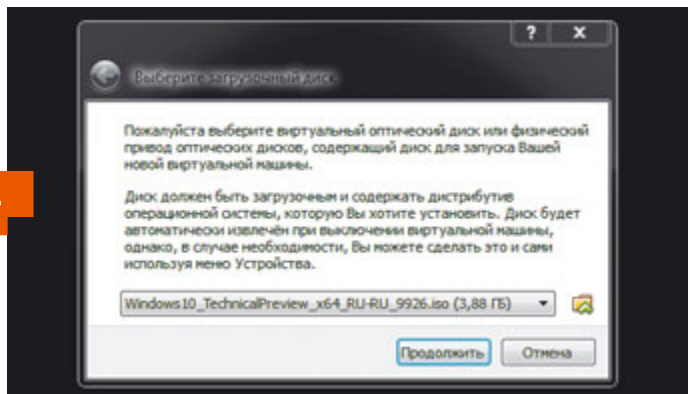 ? x
Выберите загрузочный диск
Пожалуйста выберите виртуальный оптический диск или физический
привод оптических дисков, содержащий диск для запуска Вашей
новой виртуальной машины.
Диск должен быть загрузочным и содержать дистрибутив
операционной системы, которую Вы хотите установить. Диск будет
автоматически извлечён при выключении виртуальной машины,
однако, в случае необходимости, Вы можете сделать это и сами
используя меню Устройства.
Windows10_TechnicalPreview_x64_RU-RU_9926.iso (3,88 ГБ)
Продолжить Отмена